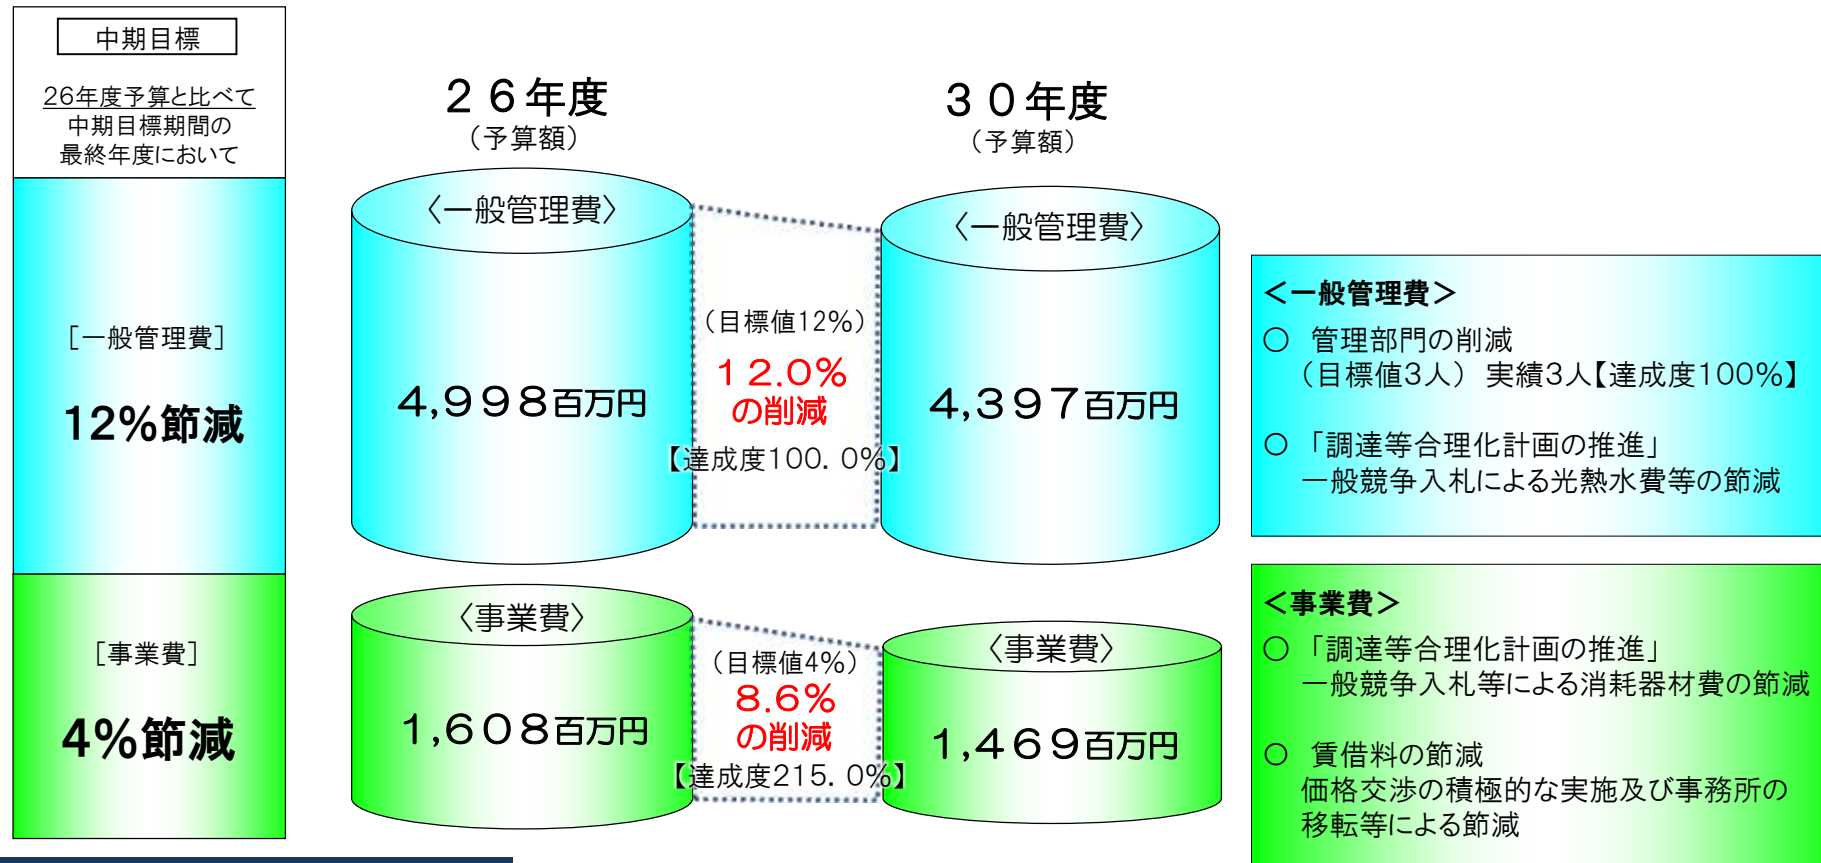 中期目標
26年度予算と比べて
中期目標期間の
最終年度において
［一般管理費］
12%節減
［事業費］
4%節減
２６年度
（予算額）
３０年度
（予算額）
〈一般管理費〉
4,998百万円
（目標値12%）
12.0%
の削減
【達成度100．0%】
〈一般管理費〉
4,397百万円
〈事業費〉
1,608百万円
（目標値4%）
8.6%
の削減
【達成度215．0%】
〈事業費〉
1,469百万円
＜一般管理費＞
○ 管理部門の削減
（目標値3人） 実績3人【達成度100%】
○ 「調達等合理化計画の推進」
一般競争入札による光熱水費等の節減
＜事業費＞
○ 「調達等合理化計画の推進」
一般競争入札等による消耗器材費の節減
○ 賃借料の節減
価格交渉の積極的な実施及び事務所の
移転等による節減